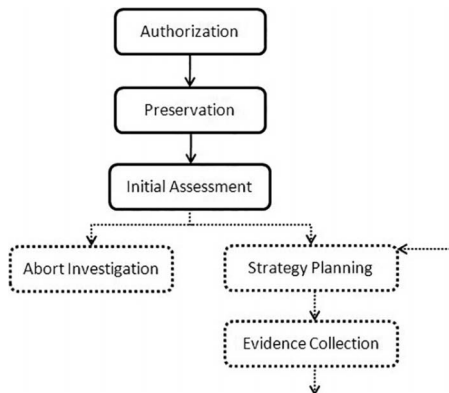 Authorization
Preservation
Initial Assessment
Abort Investigation
Strategy Planning
Evidence Collection